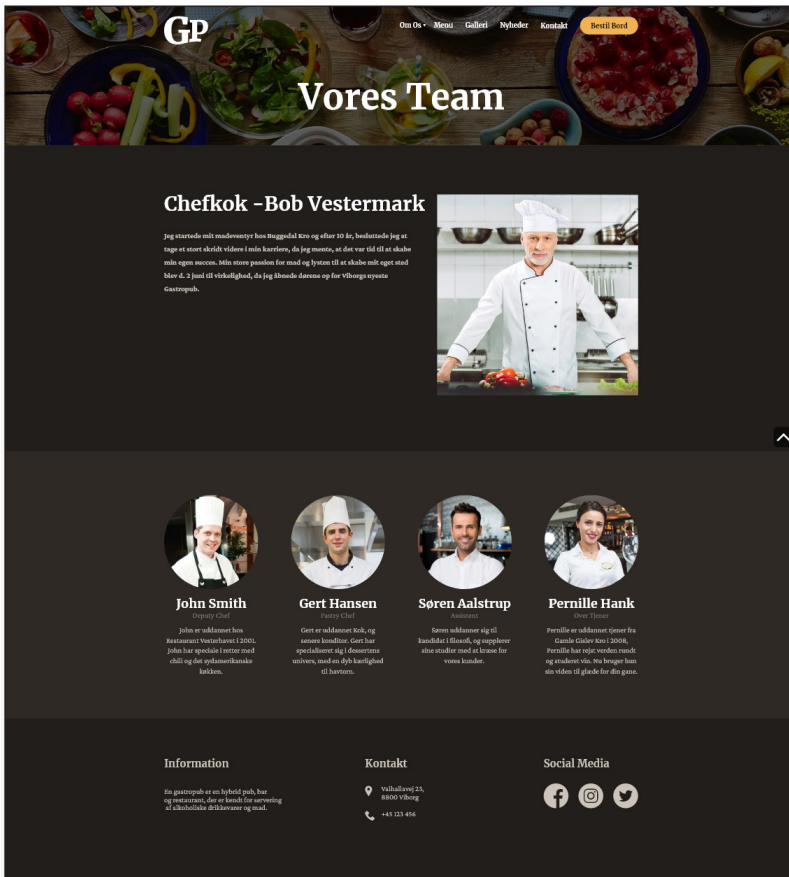 GP
Om Os
Menu
Galleri
Nyheder
Kontakt
Bestil Bord
Vores Team
Chefkok -Bob Vestermark
Jeg startede mit madeventyr hos Buggedal Kro og efter 10 år, besluttede jeg at
tage et stort skridt videre i min karriere, da jeg mente, at det var tid til at skabe
min egen succes. Min store passion for mad og lysten til at skabe mit eget sted
blev d. 2 juni til virkelighed, da jeg åbnede dørene op for Viborgs nyeste
Gastropub.
John Smith
Deputy Chef
John er uddannet hos
Restaurant Vesterhavet i 2001.
John har speciale i retter med
chili og det sydamerikanske
køkken.
Gert Hansen
Pastry Chef
Gert er uddannet Kok, og
senere konditor. Gert har
specialiseret sig i dessertens
univers, med en dyb kærlighed
til havtorn.
Søren Aalstrup
Assistent
Søren uddanner sig til
kandidat i filosofi, og supplerer
sine studier med at kræse for
vores kunder.
Pernille Hank
Over Tjener
Pernille er uddannet tjener fra
Gamle Gislev Kro i 2008,
Pernille har rejst verden rundt
og studeret vin. Nu bruger hun
sin viden til glæde for din gane.
Information
En gastropub er en hybrid pub, bar
og restaurant, der er kendt for servering
af alkoholiske drikkevarer og mad.
Kontakt
Valhallavej 23,
8800 Viborg
+45 123 456
Social Media